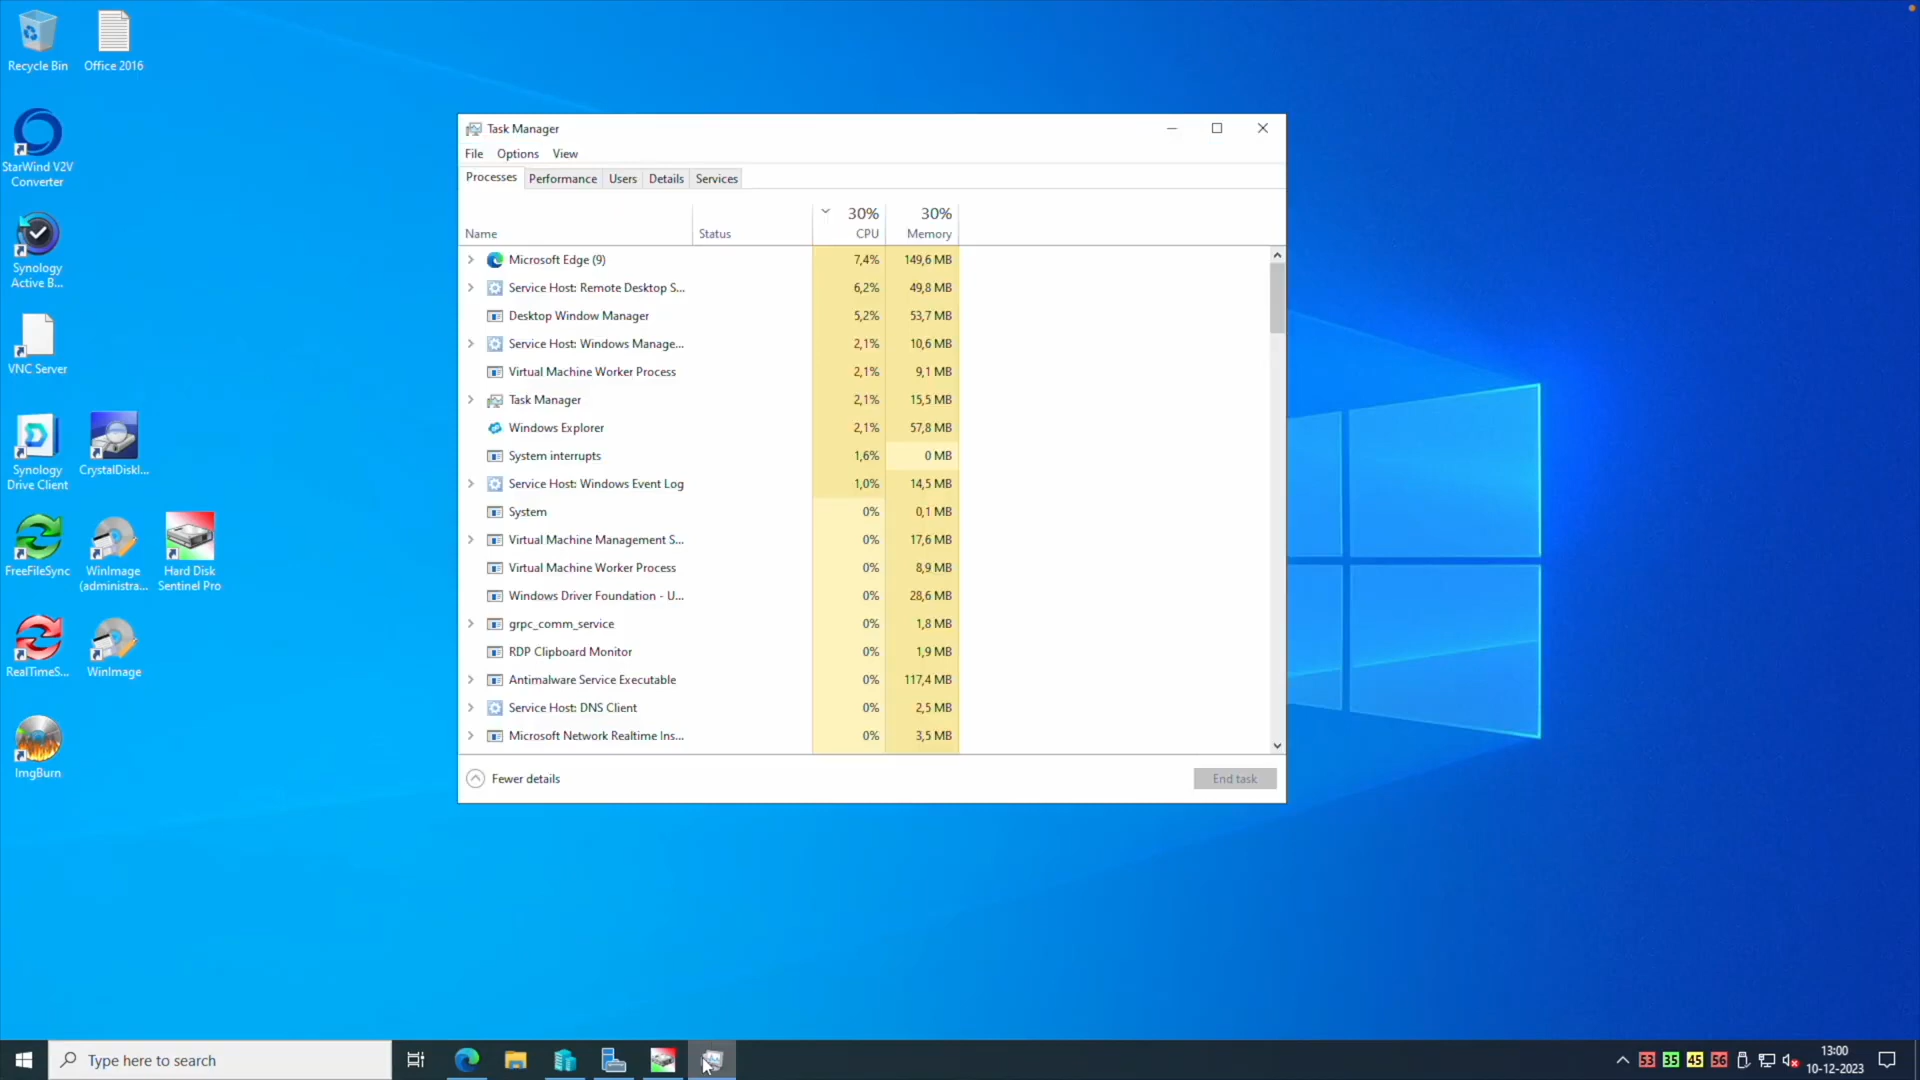 Recycle Bin
Office 2016
StarWind V2V
Converter
Synology
Active B...
VNC Server
Synology
Drive Client
CrystalDiskI...
FreeFileSync
WinImage
(administra...
Hard Disk
Sentinel Pro
RealTimeS...
WinImage
ImgBurn
Task Manager
File Options View
Processes Performance Users Details Services
30% 30%
Name Status CPU Memory
Microsoft Edge (9) 7,4% 149,6 MB
Service Host: Remote Desktop S... 6,2% 49,8 MB
Desktop Window Manager 5,2% 53,7 MB
Service Host: Windows Manage... 2,1% 10,6 MB
Virtual Machine Worker Process 2,1% 9,1 MB
Task Manager 2,1% 15,5 MB
Windows Explorer 2,1% 57,8 MB
System interrupts 1,6% 0 MB
Service Host: Windows Event Log 1,0% 14,5 MB
System 0% 0,1 MB
Virtual Machine Management S... 0% 17,6 MB
Virtual Machine Worker Process 0% 8,9 MB
Windows Driver Foundation - U... 0% 28,6 MB
grpc_comm_service 0% 1,8 MB
RDP Clipboard Monitor 0% 1,9 MB
Antimalware Service Executable 0% 117,4 MB
Service Host: DNS Client 0% 2,5 MB
Microsoft Network Realtime Ins... 0% 3,5 MB
Fewer details End task
Type here to search
53 35 45 56
13:00
10-12-2023